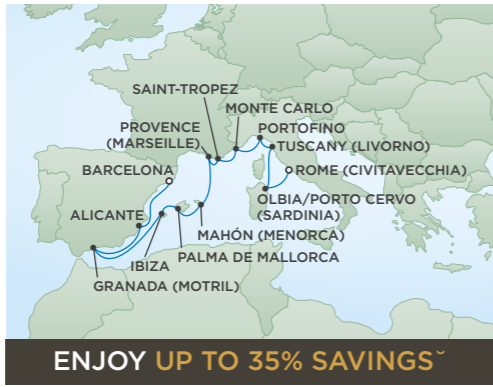 SAINT-TROPEZ
MONTE CARLO
PROVENCE
(MARSEILLE)
PORTOFINO
TUSCANY (LIVORNO)
BARCELONA
ROME (CIVITAVECCHIA)
OLBIA/PORTO CERVO
(SARDINIA)
ALICANTE
MAHÓN (MENORCA)
PALMA DE MALLORCA
IBIZA
GRANADA (MOTRIL)
ENJOY UP TO 35% SAVINGS˘